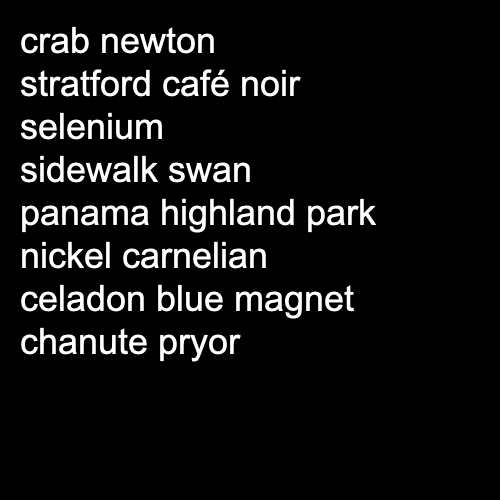 crab newton
stratford café noir
selenium
sidewalk swan
panama highland park
nickel carnelian
celadon blue magnet
chanute pryor